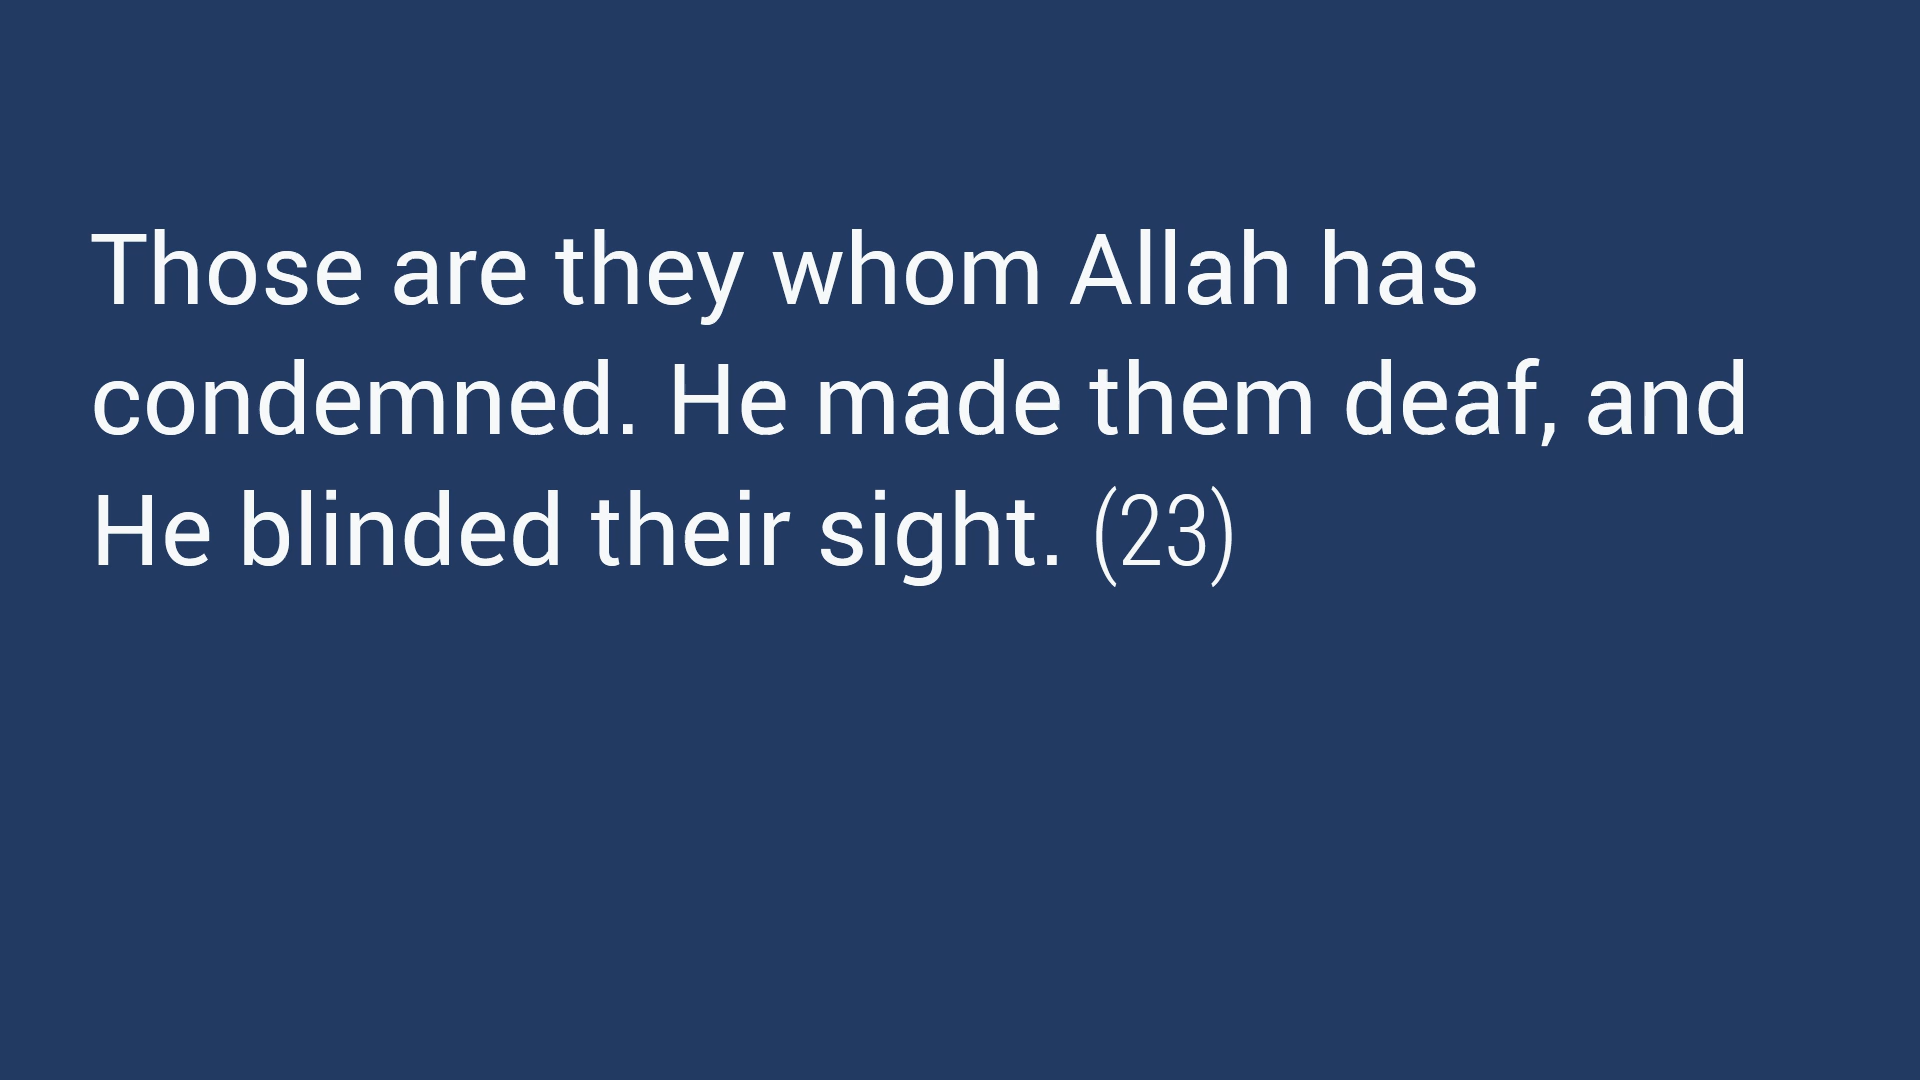 Those are they whom Allah has
condemned. He made them deaf, and
He blinded their sight. (23)